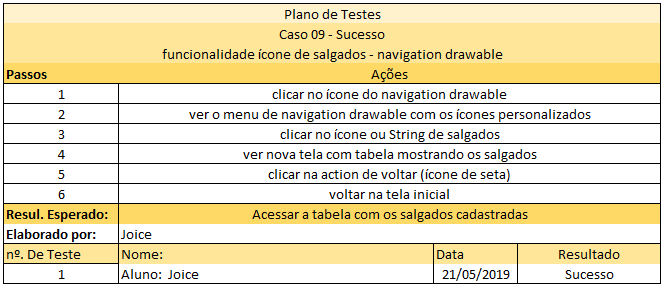 Plano de Testes
Caso 09 - Sucesso
funcionalidade ícone de salgados - navigation drawable
Passos Ações
1 clicar no ícone do navigation drawable
2 ver o menu de navigation drawable com os ícones personalizados
3 clicar no ícone ou String de salgados
4 ver nova tela com tabela mostrando os salgados
5 clicar na action de voltar (ícone de seta)
6 voltar na tela inicial
Resul. Esperado: Acessar a tabela com os salgados cadastradas
Elaborado por: Joice
nº. De Teste Nome: Data Resultado
1 Aluno: Joice 21/05/2019 Sucesso